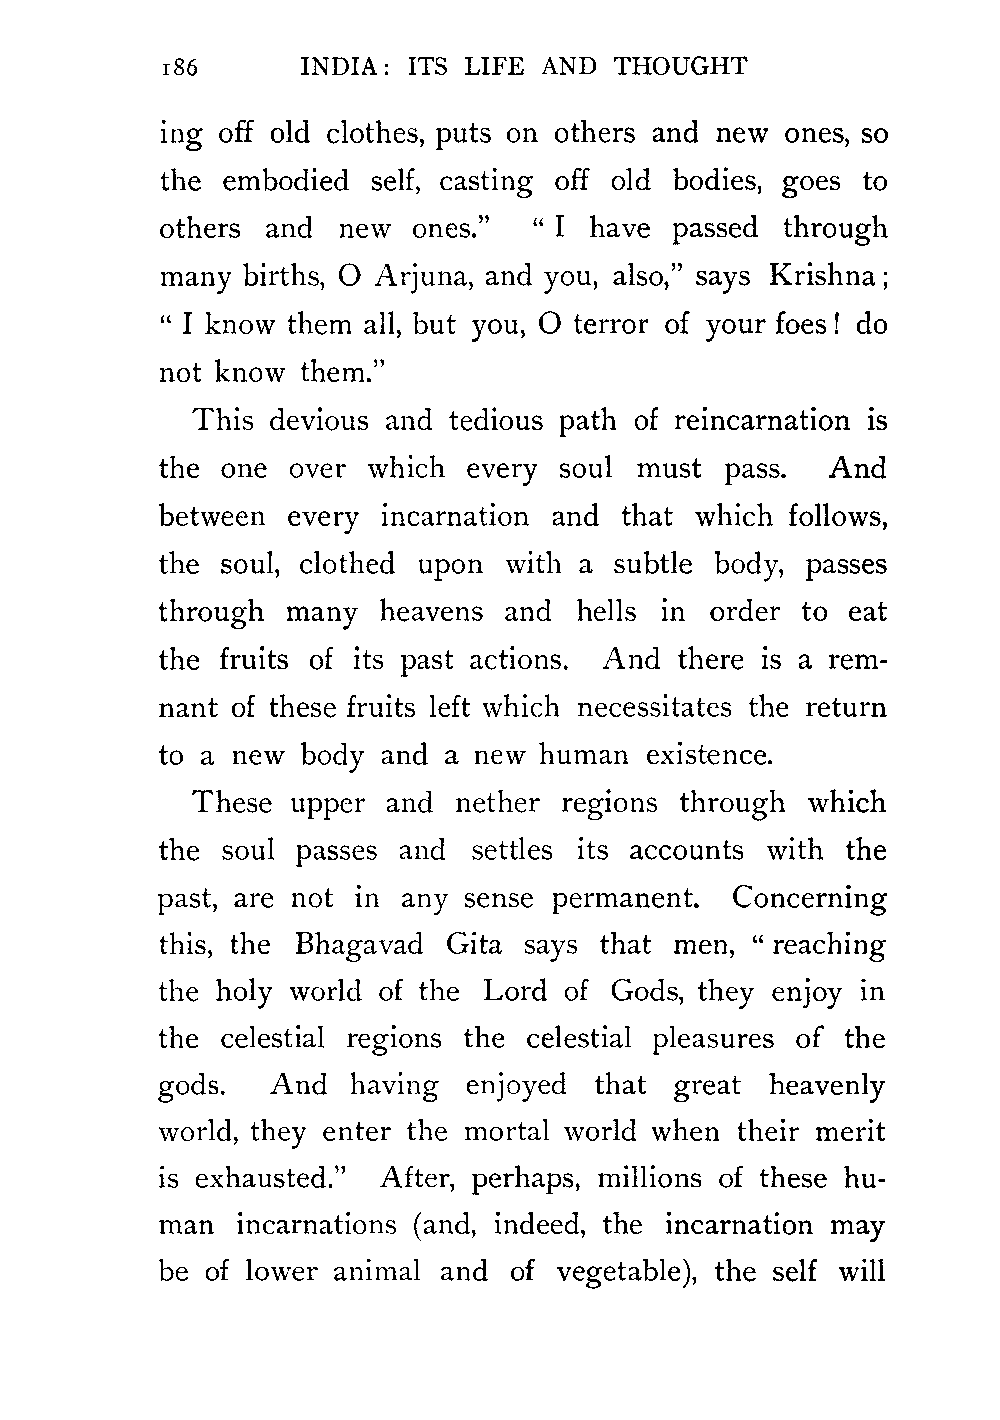 186 INDIA: ITS LIFE AND THOUGHT
ing off old clothes, puts on others and new ones, so
the embodied self, casting off old bodies, goes to
others and new ones.” “ I have passed through
many births, O Arjuna, and you, also,” says Krishna ;
“ I know them all, but you, O terror of your foes ! do
not know them.”
This devious and tedious path of reincarnation is
the one over which every soul must pass. And
between every incarnation and that which follows,
the soul, clothed upon with a subtle body, passes
through many heavens and hells in order to eat
the fruits of its past actions. And there is a rem-
nant of these fruits left which necessitates the return
to a new body and a new human existence.
These upper and nether regions through which
the soul passes and settles its accounts with the
past, are not in any sense permanent. Concerning
this, the Bhagavad Gita says that men, “ reaching
the holy world of the Lord of Gods, they enjoy in
the celestial regions the celestial pleasures of the
gods. And having enjoyed that great heavenly
world, they enter the mortal world when their merit
is exhausted.” After, perhaps, millions of these hu-
man incarnations (and, indeed, the incarnation may
be of lower animal and of vegetable), the self will